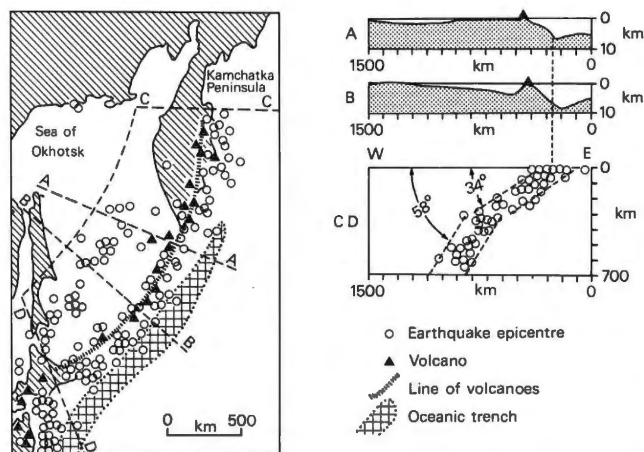 Kamchatka
Peninsula
C
C
Sea of
Okhotsk
A
A
B
D
D
0 500
km
A
0
km
10
1500 km 0
B
0
10
1500 km 0
W E
0
58°
34°
CD
km
700
1500 km 0
Earthquake epicentre
Volcano
Line of volcanoes
Oceanic trench